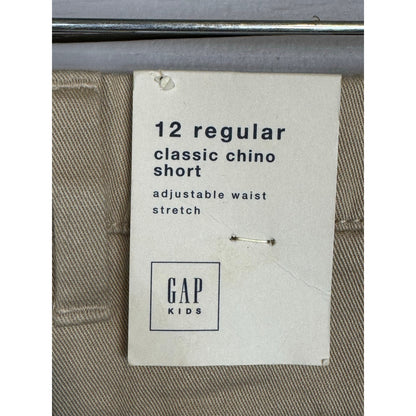 12 regular
classic chino
short
adjustable waist
stretch
GAP
KIDS